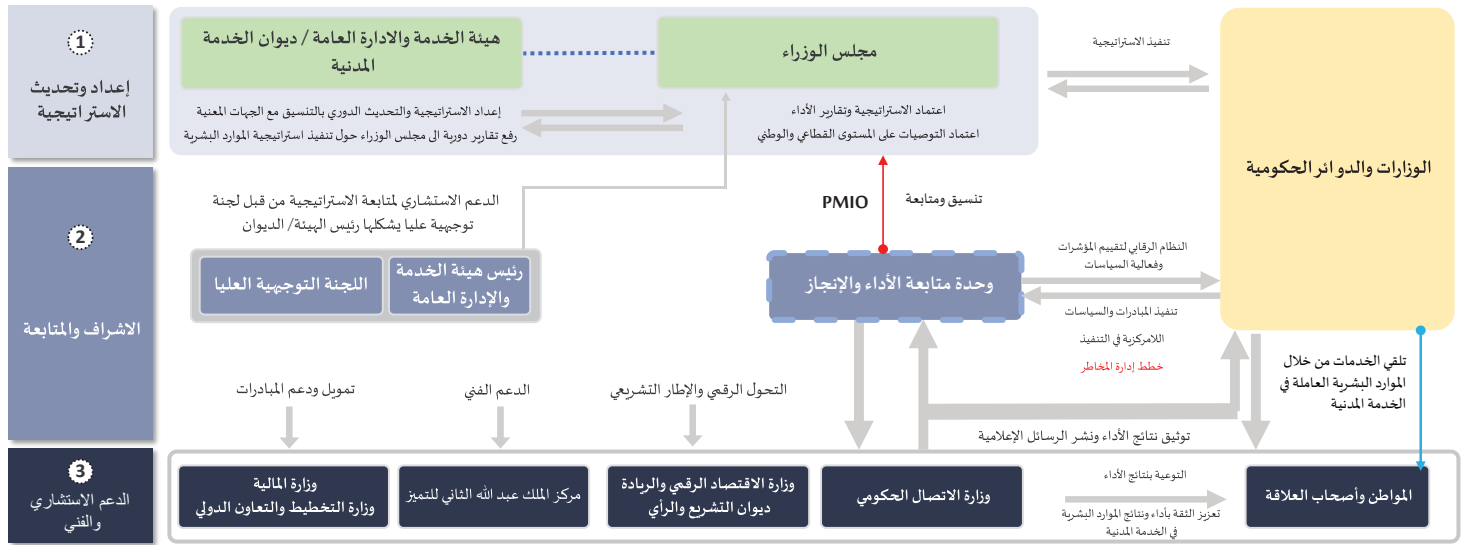 1
إعداد وتحديث
الاستراتيجية
هيئة الخدمة والادارة العامة / ديوان الخدمة
المدنية
مجلس الوزراء
إعداد الاستراتيجية والتحديث الدوري بالتنسيق مع الجهات المعنية
رفع تقارير دورية الى مجلس الوزراء حول تنفيذ استراتيجية الموارد البشرية
اعتماد الاستراتيجية وتقارير الأداء
اعتماد التوصيات على المستوى القطاعي والوطني
تنفيذ الاستراتيجية
الوزارات والدوائر الحكومية
2
الاشراف والمتابعة
الدعم الاستشاري لمتابعة الاستراتيجية من قبل لجنة
توجيهية عليا يشكلها رئيس الهيئة/ الديوان
اللجنة التوجيهية العليا
رئيس هيئة الخدمة
والإدارة العامة
PMIO
تنسيق ومتابعة
وحدة متابعة الأداء والإنجاز
النظام الرقابي لتقييم المؤشرات
وفعالية السياسات
تنفيذ المبادرات والسياسات
اللامركزية في التنفيذ
خطط إدارة المخاطر
تلقي الخدمات من خلال
الموارد البشرية العاملة في
الخدمة المدنية
تمويل ودعم المبادرات
الدعم الفني
التحول الرقمي والإطار التشريعي
توثيق نتائج الأداء ونشر الرسائل الإعلامية
3
الدعم الاستشاري
والفني
وزارة المالية
وزارة التخطيط والتعاون الدولي
مركز الملك عبد الله الثاني للتميز
وزارة الاقتصاد الرقمي والريادة
ديوان التشريع والرأي
وزارة الاتصال الحكومي
التوعية بنتائج الأداء
تعزيز الثقة بأداء ونتائج الموارد البشرية
في الخدمة المدنية
المواطن وأصحاب العلاقة